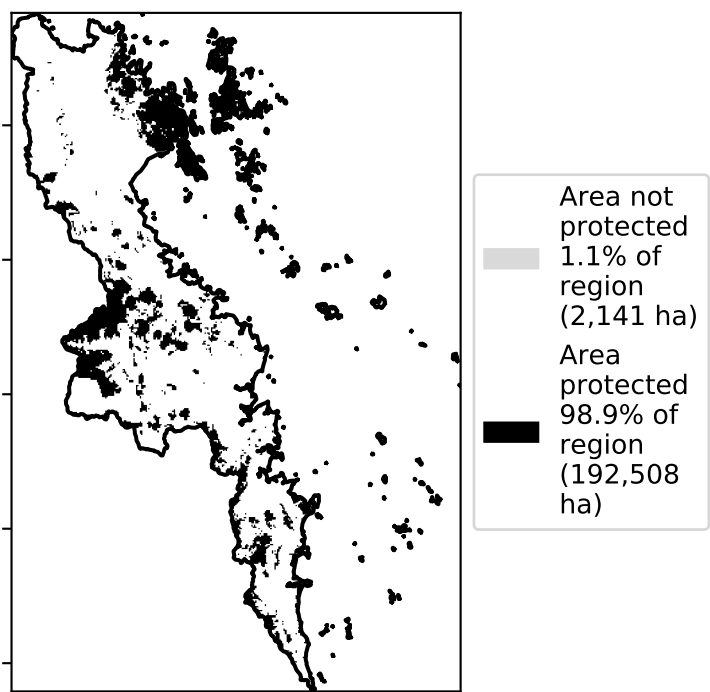 Area not
protected
1.1% of
region
(2,141 ha)
Area
protected
98.9% of
region
(192,508
ha)